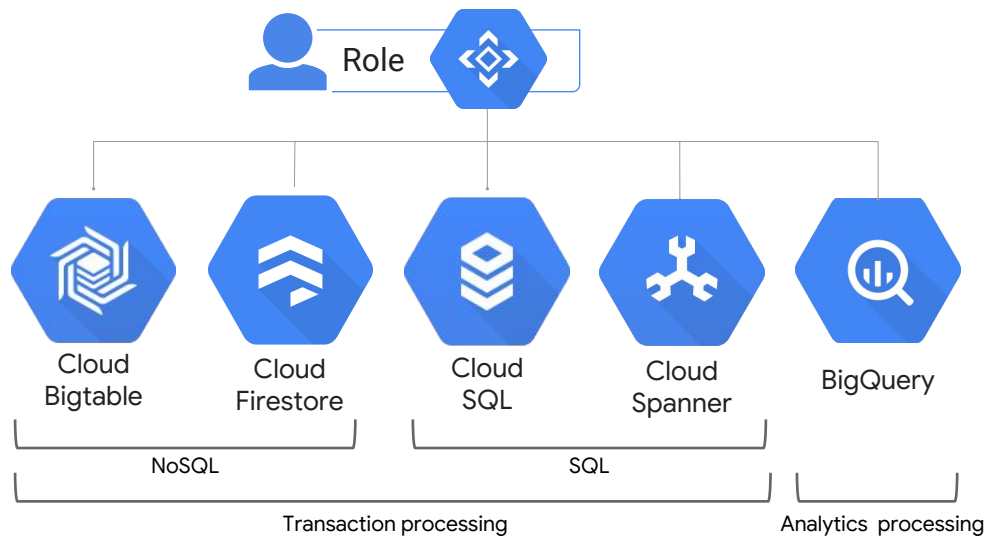 Role
Cloud
Bigtable
Cloud
Firestore
Cloud
SQL
Cloud
Spanner
BigQuery
NoSQL
SQL
Transaction processing
Analytics processing